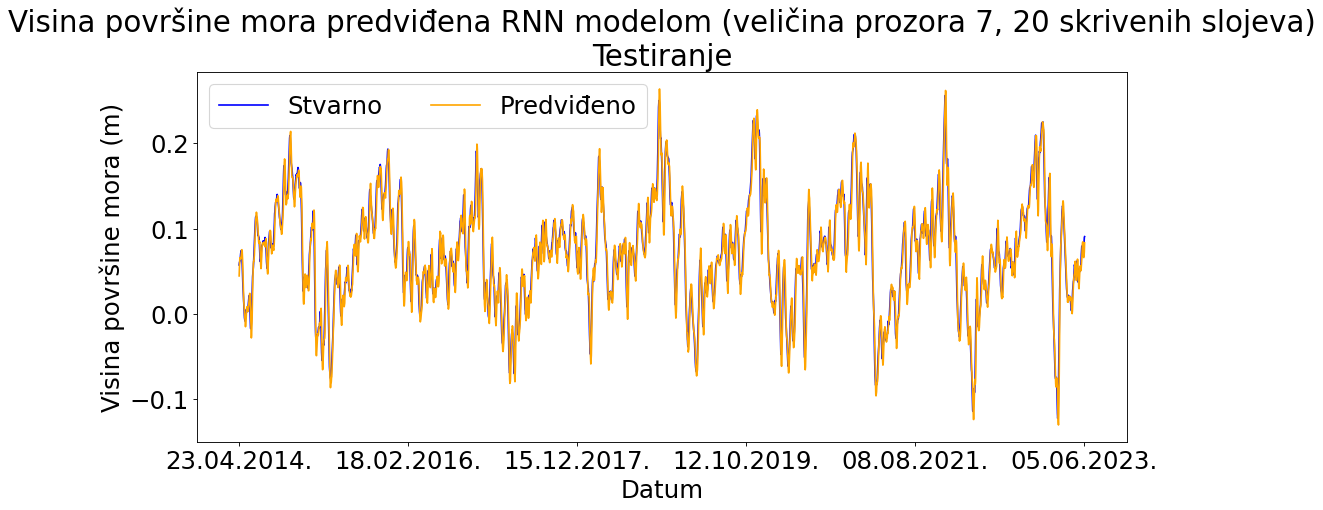 Visina površine mora predviđena RNN modelom (veličina prozora 7, 20 skrivenih slojeva)
Testiranje
Stvarno Predviđeno
Visina površine mora (m)
0.2
0.1
0.0
−0.1
23.04.2014. 18.02.2016. 15.12.2017. 12.10.2019. 08.08.2021. 05.06.2023.
Datum